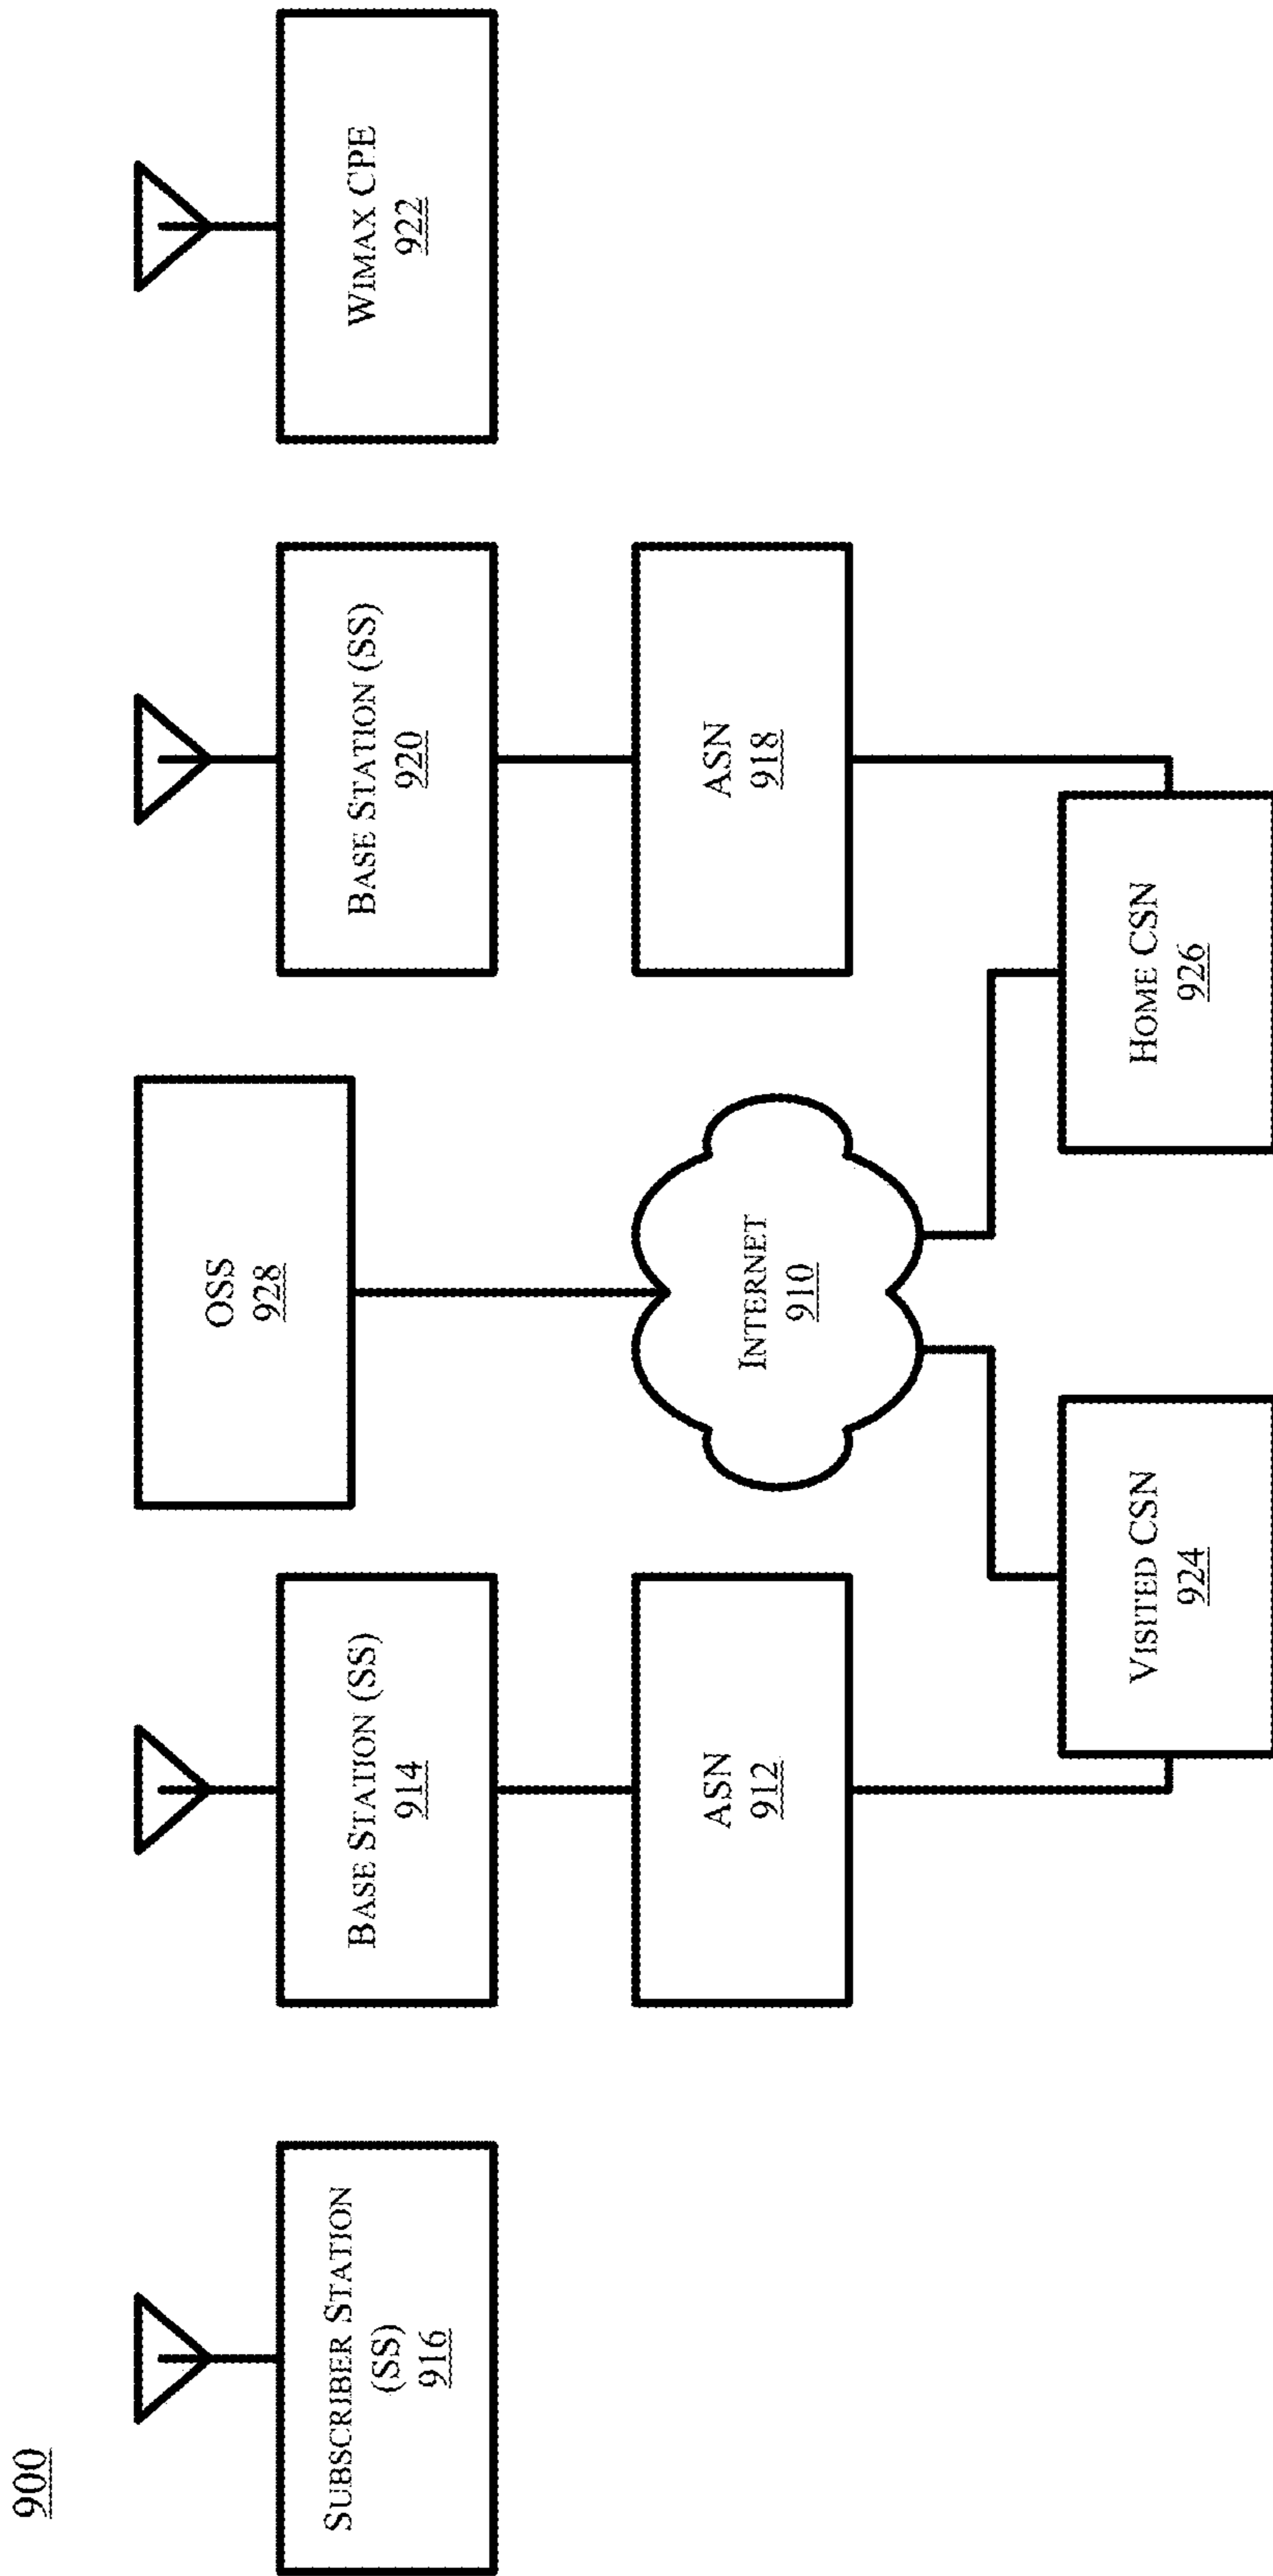 900
SUBSCRIBER STATION
(SS)
916
BASE STATION (SS)
914
OSS
928
BASE STATION (SS)
920
WIMAX CPE
922
ASN
912
INTERNET
910
ASN
918
VISITED CSN
924
HOME CSN
926